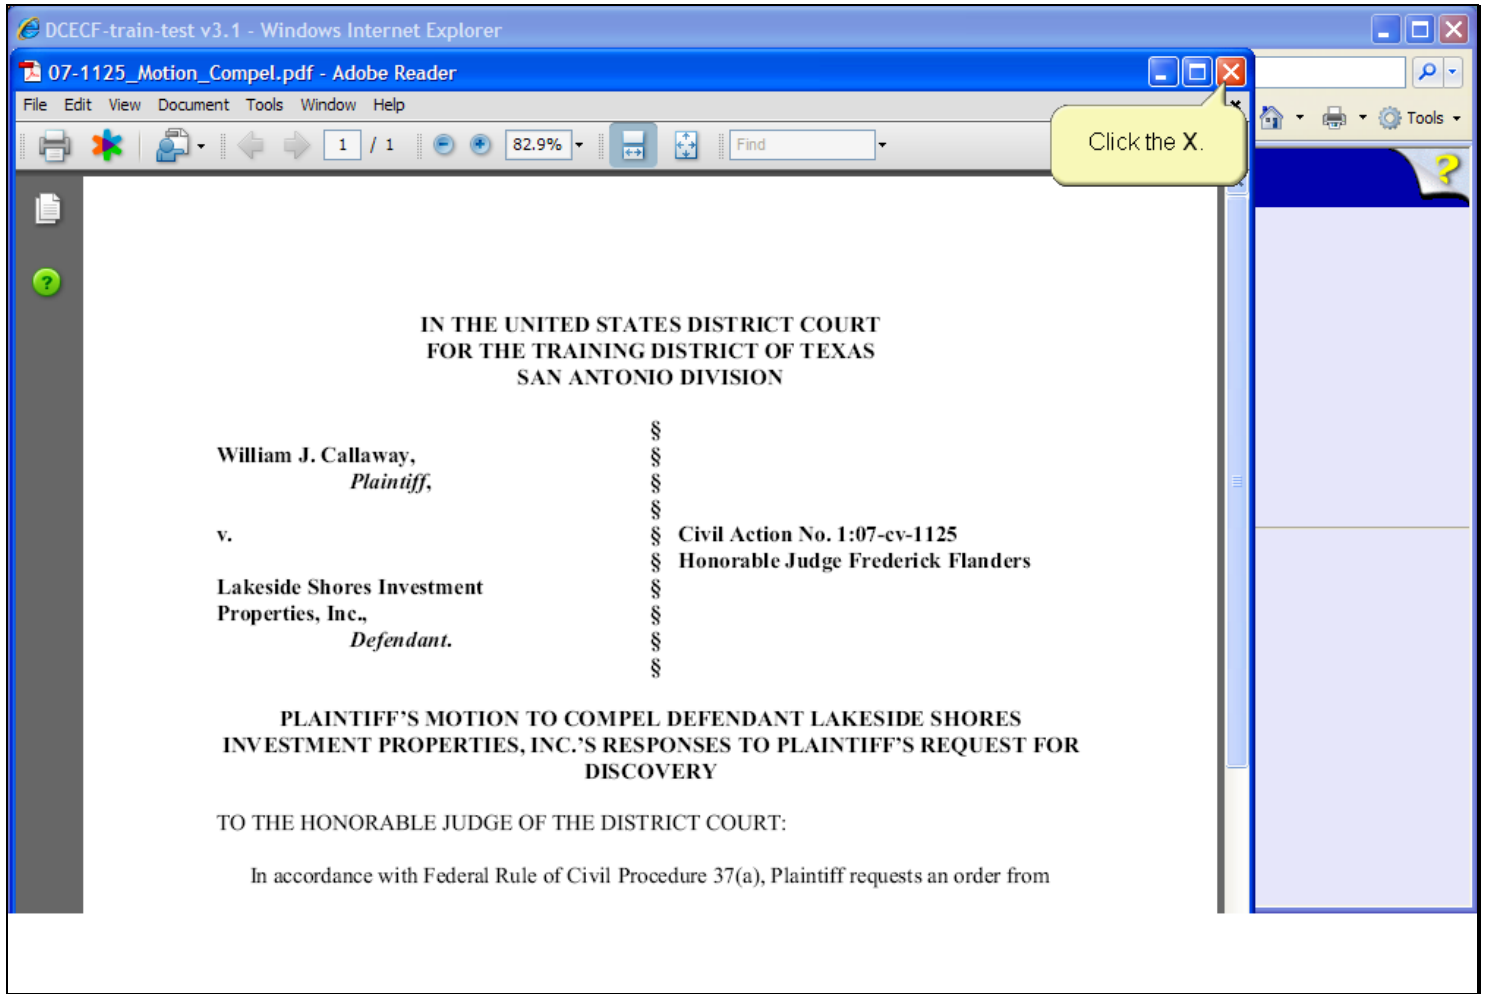 DCECF-train-test v3.1 - Windows Internet Explorer
07-1125_Motion_Compel.pdf - Adobe Reader
File Edit View Document Tools Window Help
1 / 1 82.9% Find
Click the X.
Tools
IN THE UNITED STATES DISTRICT COURT
FOR THE TRAINING DISTRICT OF TEXAS
SAN ANTONIO DIVISION
§
William J. Callaway, §
Plaintiff, §
§
v. § Civil Action No. 1:07-cv-1125
§ Honorable Judge Frederick Flanders
Lakeside Shores Investment §
Properties, Inc., §
Defendant. §
§
PLAINTIFF’S MOTION TO COMPEL DEFENDANT LAKESIDE SHORES
INVESTMENT PROPERTIES, INC.’S RESPONSES TO PLAINTIFF’S REQUEST FOR
DISCOVERY
TO THE HONORABLE JUDGE OF THE DISTRICT COURT:
In accordance with Federal Rule of Civil Procedure 37(a), Plaintiff requests an order from